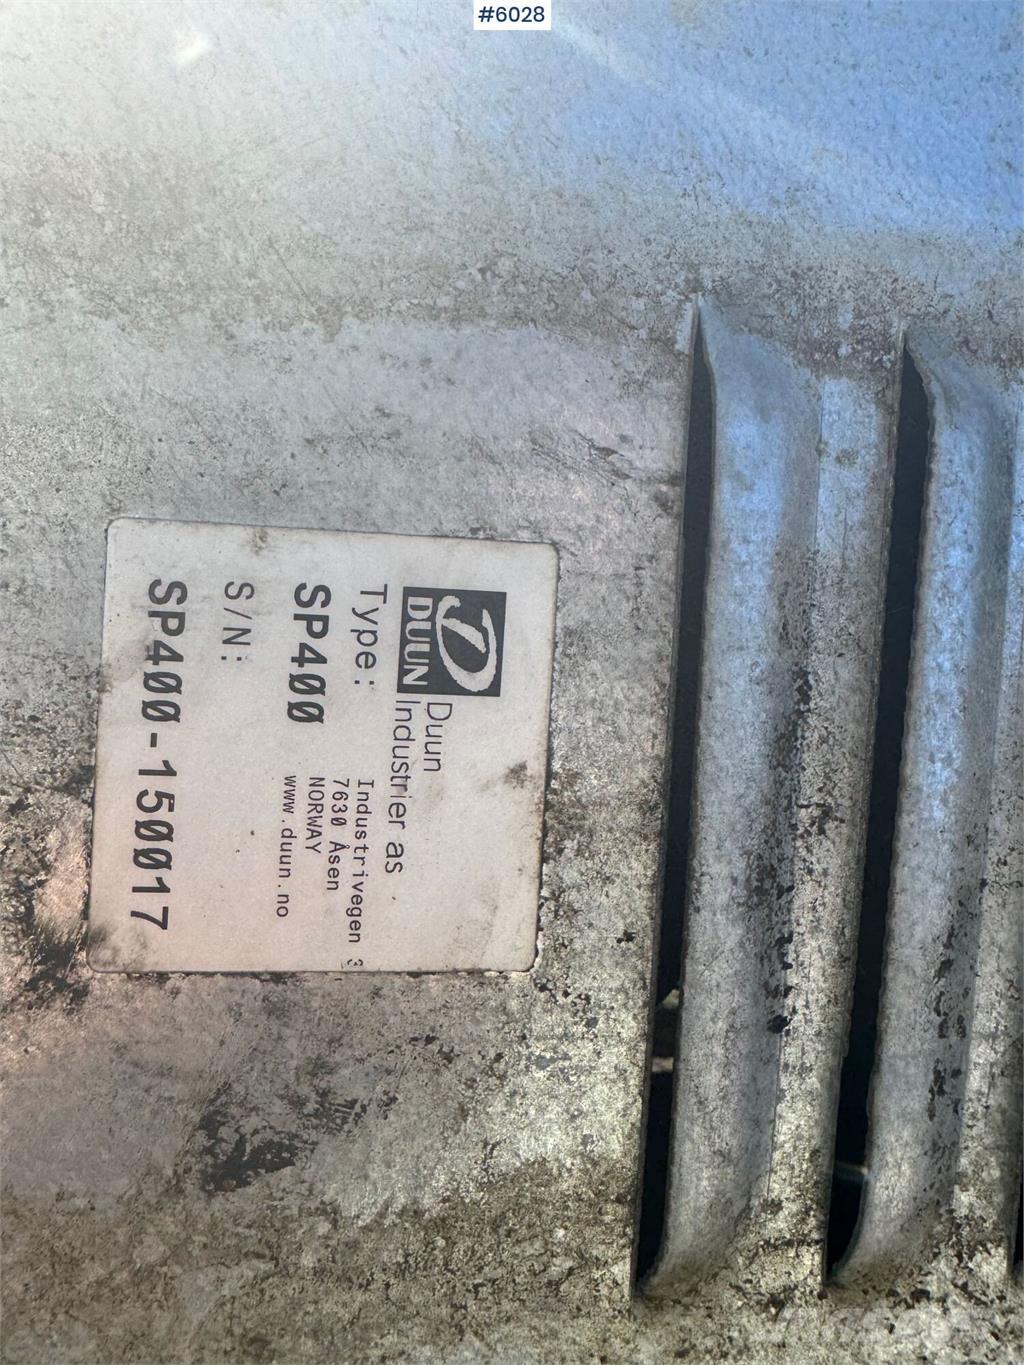 #6028
DUUN
Duun
Industrier as
Type:
Industrivegen 3
7630 Åsen
SP400
NORWAY
www.duun.no
S/N:
SP400-150017